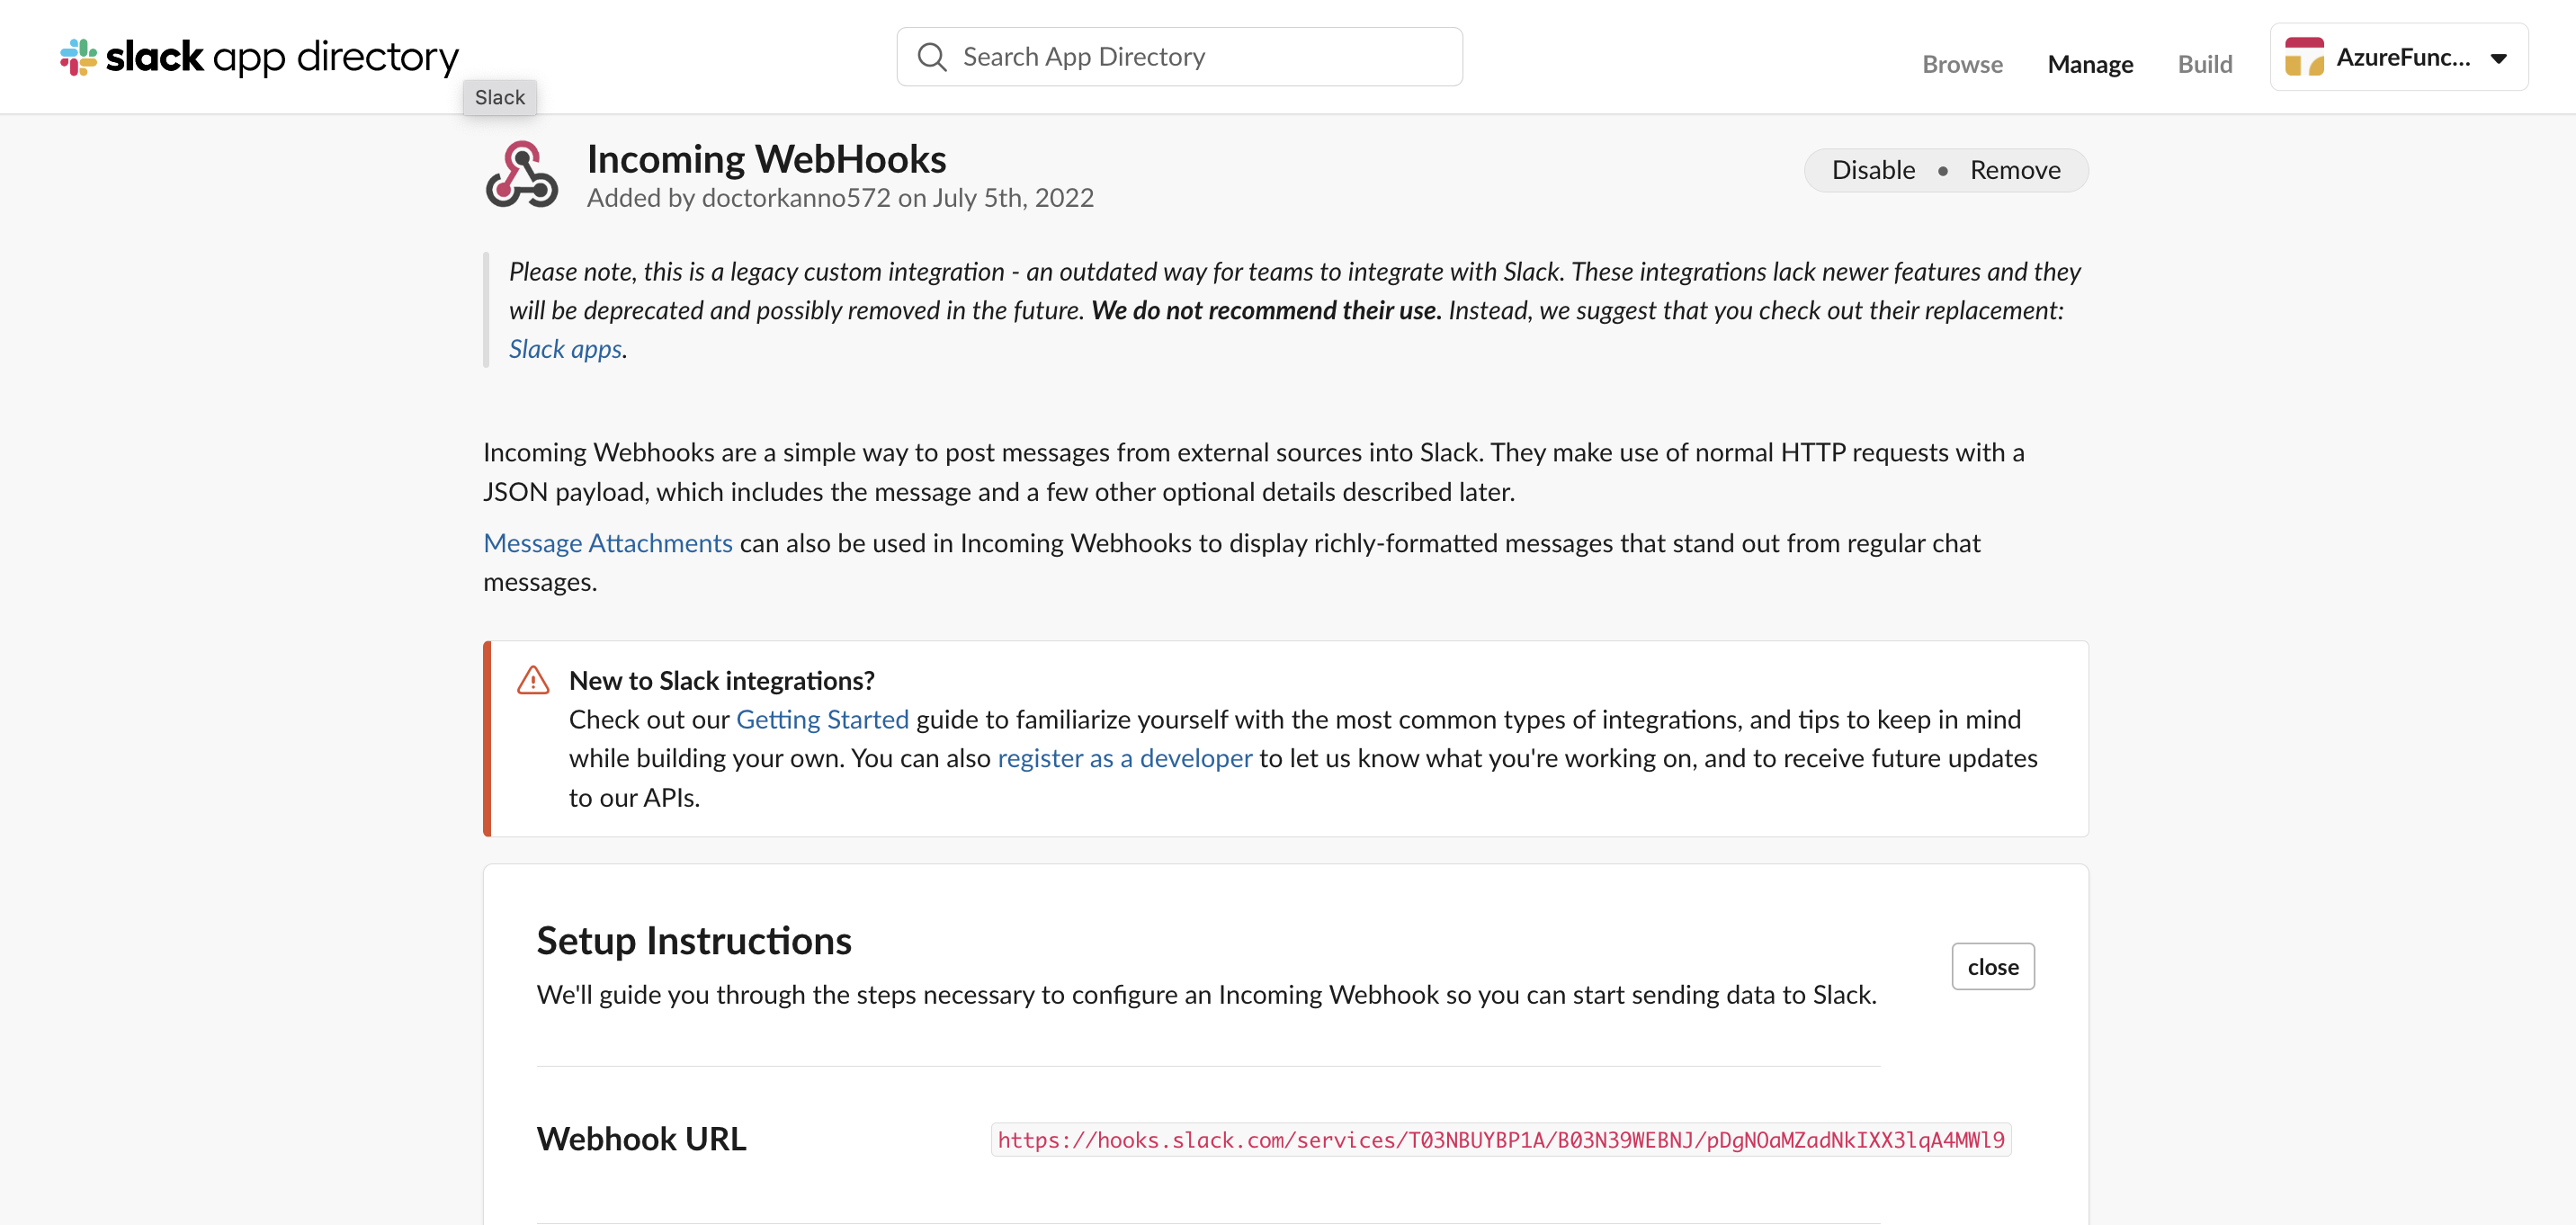 slack app directory
Search App Directory
Browse
Manage
Build
AzureFunc...
Slack
Incoming WebHooks
Added by doctorkanno572 on July 5th, 2022
Disable • Remove
Please note, this is a legacy custom integration - an outdated way for teams to integrate with Slack. These integrations lack newer features and they
will be deprecated and possibly removed in the future. We do not recommend their use. Instead, we suggest that you check out their replacement:
Slack apps.
Incoming Webhooks are a simple way to post messages from external sources into Slack. They make use of normal HTTP requests with a
JSON payload, which includes the message and a few other optional details described later.
Message Attachments can also be used in Incoming Webhooks to display richly-formatted messages that stand out from regular chat
messages.
New to Slack integrations?
Check out our Getting Started guide to familiarize yourself with the most common types of integrations, and tips to keep in mind
while building your own. You can also register as a developer to let us know what you're working on, and to receive future updates
to our APIs.
Setup Instructions
close
We'll guide you through the steps necessary to configure an Incoming Webhook so you can start sending data to Slack.
Webhook URL
https://hooks.slack.com/services/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